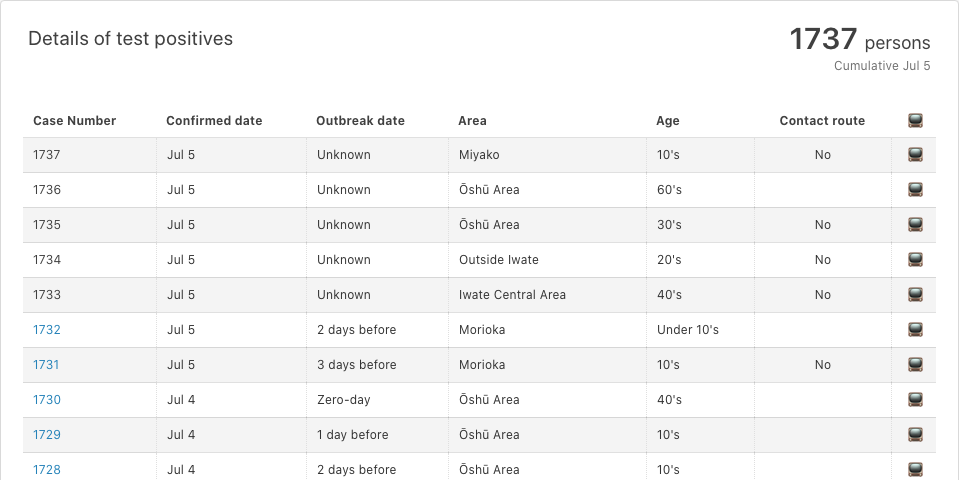 Details of test positives
1737 persons
Cumulative Jul 5
Case Number Confirmed date Outbreak date Area Age Contact route
1737 Jul 5 Unknown Miyako 10's No
1736 Jul 5 Unknown Ōshū Area 60's
1735 Jul 5 Unknown Ōshū Area 30's No
1734 Jul 5 Unknown Outside Iwate 20's No
1733 Jul 5 Unknown Iwate Central Area 40's No
1732 Jul 5 2 days before Morioka Under 10's
1731 Jul 5 3 days before Morioka 10's No
1730 Jul 4 Zero-day Ōshū Area 40's
1729 Jul 4 1 day before Ōshū Area 10's
1728 Jul 4 2 days before Ōshū Area 10's